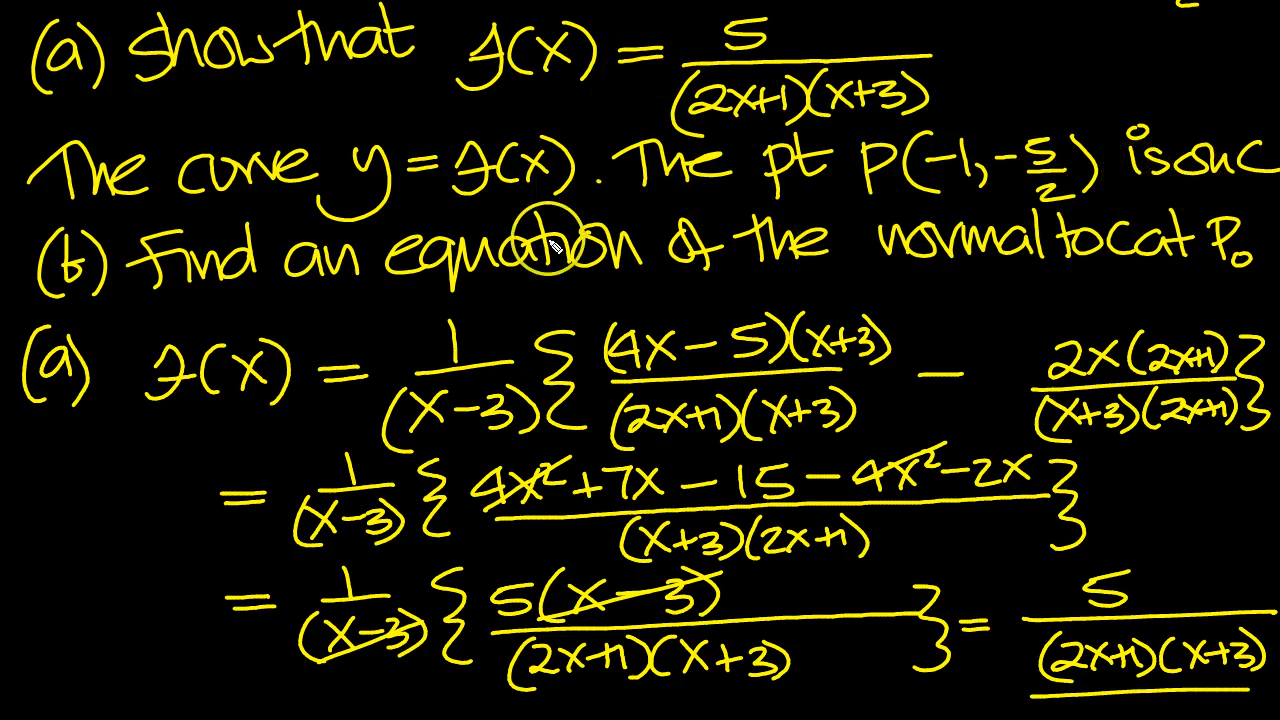 (a) Show that f(x) = 5/((2x+1)(x+3))
The curve y = f(x). The pt P(-1, -5/2) is on C
(b) Find an equation of the normal to C at P.
(a) f(x) = 1/(x-3) { (4x-5)(x+3)/((2x+1)(x+3)) - 2x(2x+1)/((x+3)(2x+1)) }
= 1/(x-3) { (4x²+7x-15-4x²-2x)/((x+3)(2x+1)) }
= 1/(x-3) { 5(x-3)/((2x+1)(x+3)) } = 5/((2x+1)(x+3))